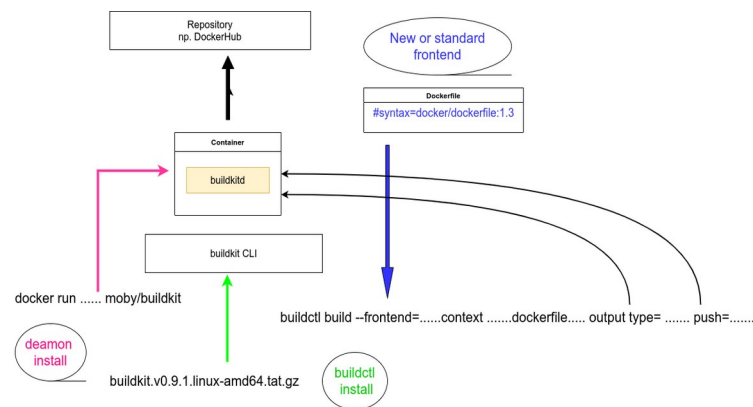 Repository
np. DockerHub
New or standard
frontend
Dockerfile
#syntax=docker/dockerfile:1.3
Container
buildkitd
buildkit CLI
docker run ...... moby/buildkit
buildctl build --frontend=......context .......dockerfile..... output type= ....... push=.......
deamon
install
buildctl
install
buildkit.v0.9.1.linux-amd64.tat.gz